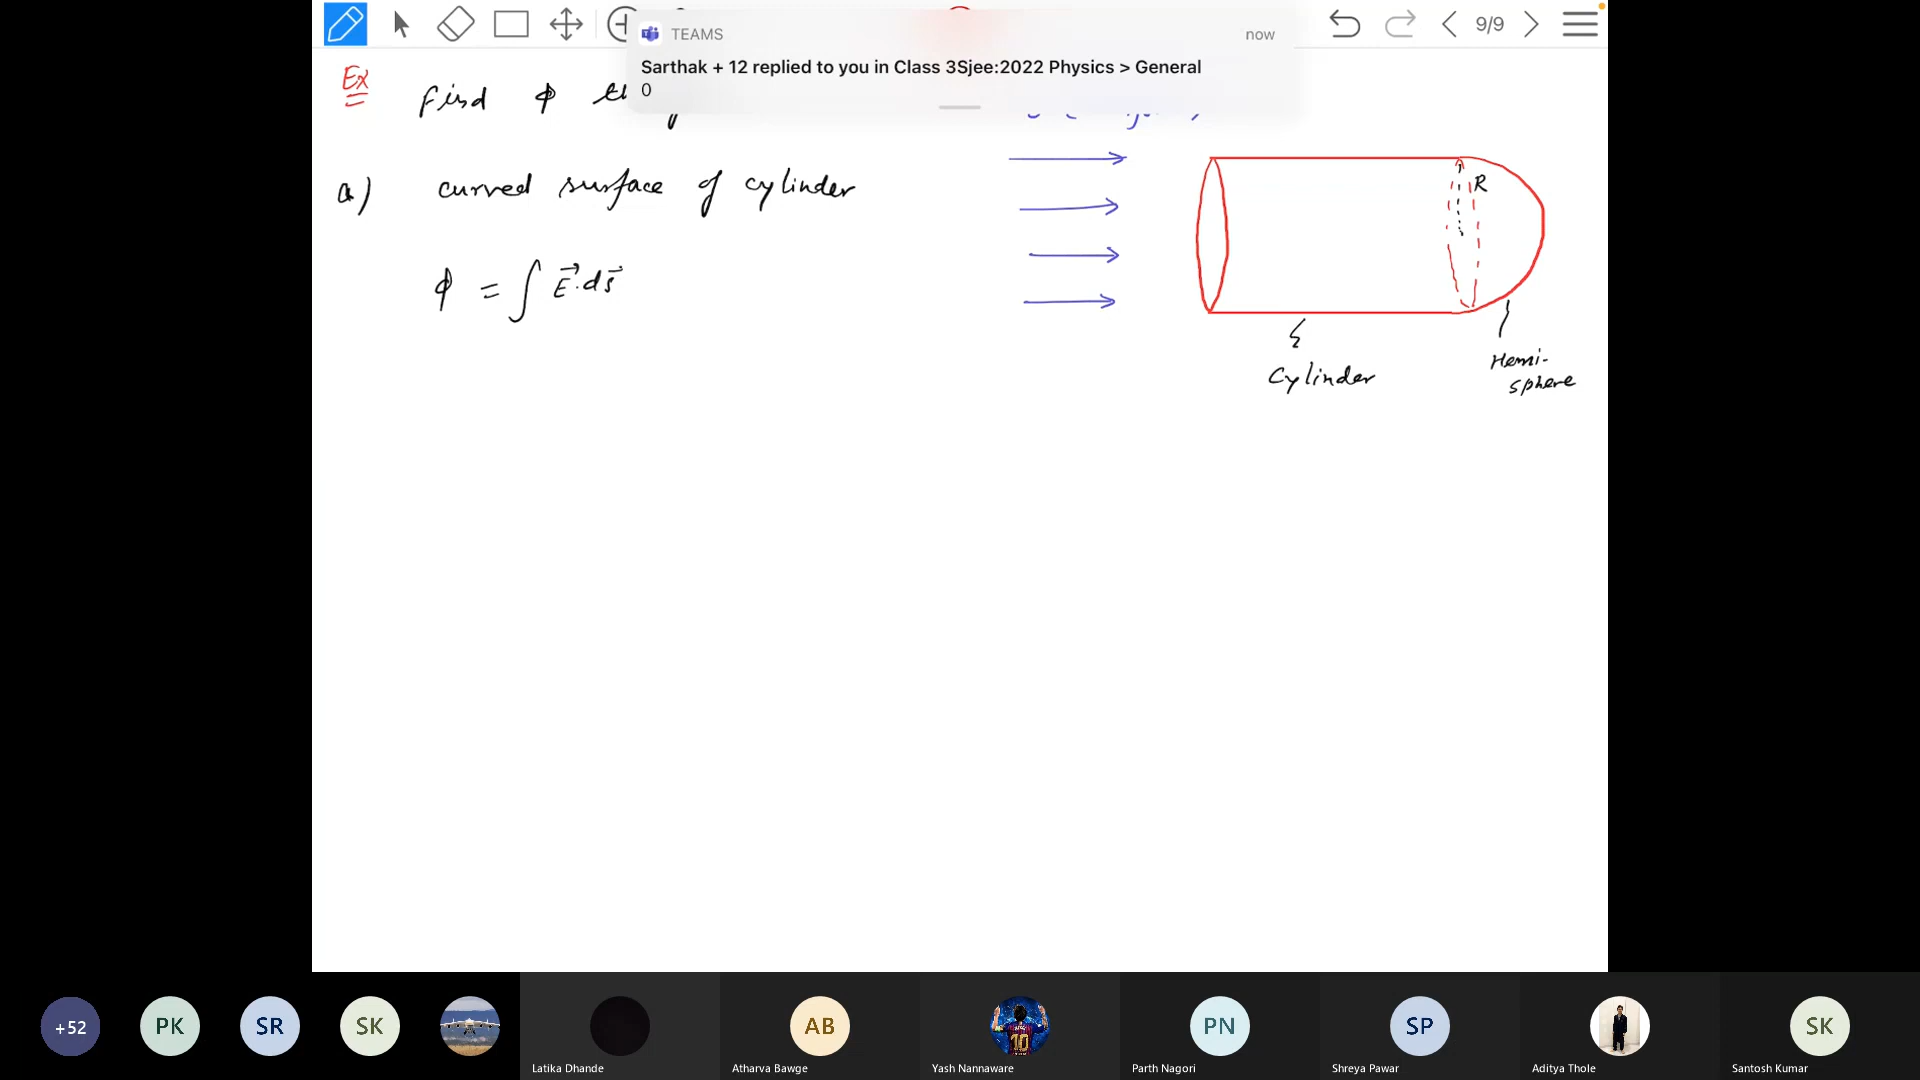 9/9
TEAMS
now
Sarthak + 12 replied to you in Class 3Sjee:2022 Physics > General
0
Ex
find ϕ
a) curved surface of cylinder
ϕ = ∫ E⃗.ds⃗
R
Cylinder
Hemi-
sphere
+52
PK
SR
SK
AB
10
PN
SP
SK
Latika Dhande
Atharva Bawge
Yash Nannaware
Parth Nagori
Shreya Pawar
Aditya Thole
Santosh Kumar